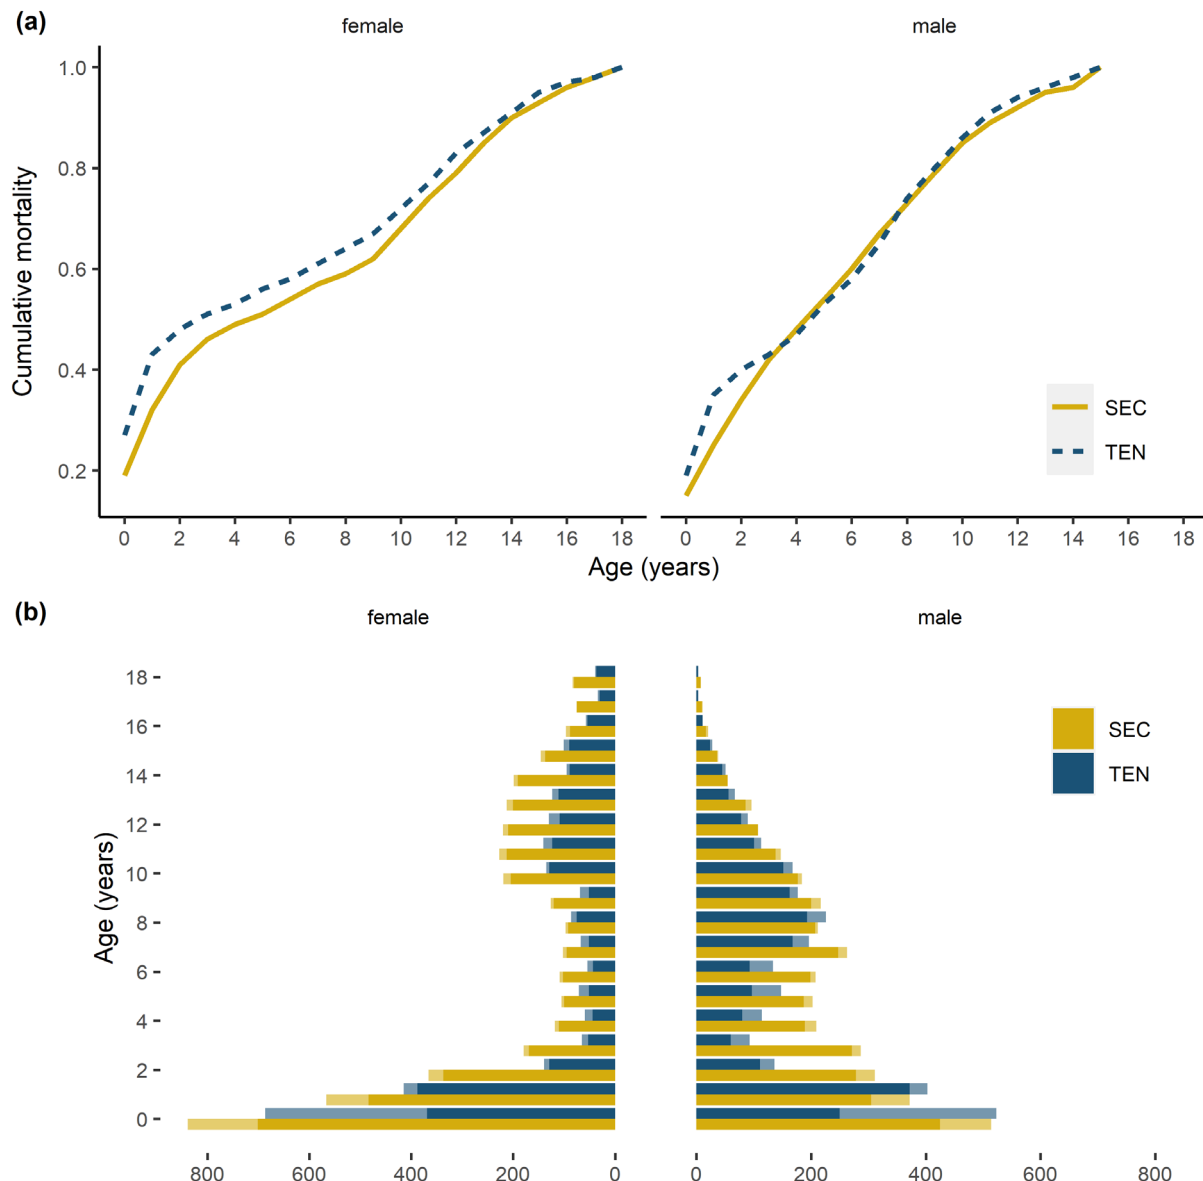 (a)
female male
1.0
0.8
0.6
0.4
0.2
Cumulative mortality
SEC
TEN
0 2 4 6 8 10 12 14 16 18 0 2 4 6 8 10 12 14 16 18
Age (years)
(b)
female male
18
16
14
12
10
8
6
4
2
0
Age (years)
SEC
TEN
800 600 400 200 0 0 200 400 600 800